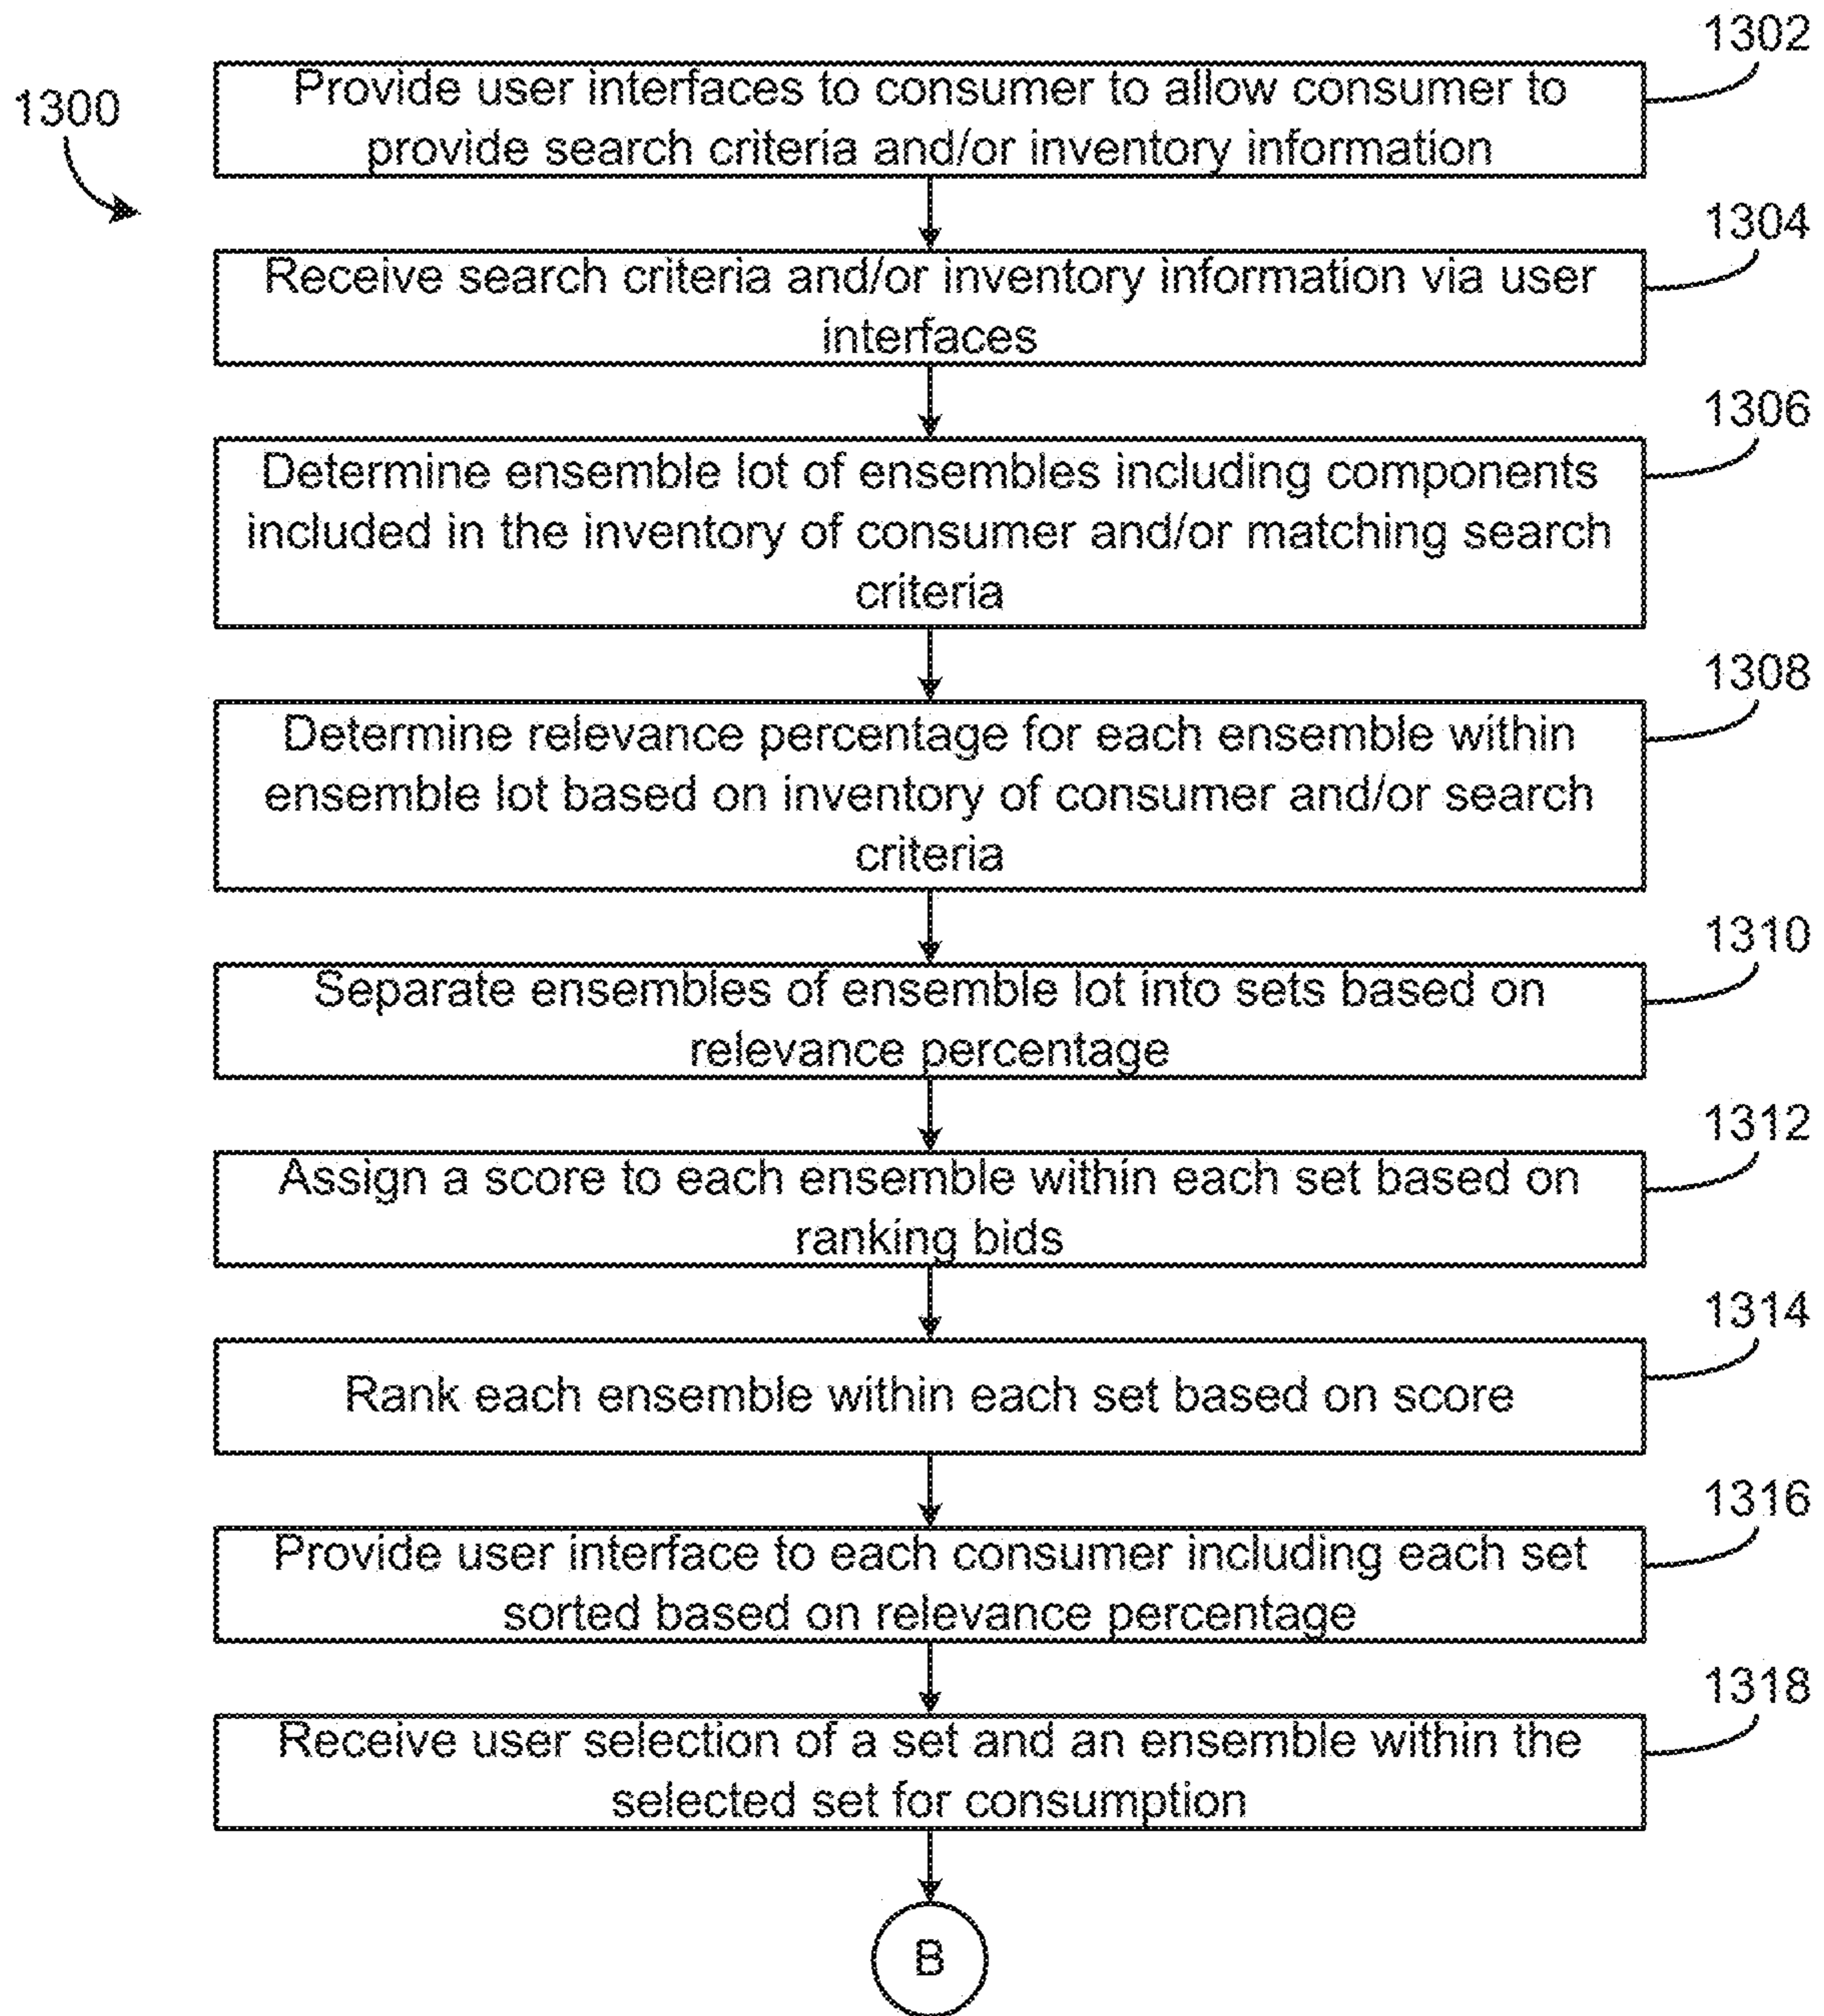 1302
1300
Provide user interfaces to consumer to allow consumer to
provide search criteria and/or inventory information
1304
Receive search criteria and/or inventory information via user
interfaces
1306
Determine ensemble lot of ensembles including components
included in the inventory of consumer and/or matching search
criteria
1308
Determine relevance percentage for each ensemble within
ensemble lot based on inventory of consumer and/or search
criteria
1310
Separate ensembles of ensemble lot into sets based on
relevance percentage
1312
Assign a score to each ensemble within each set based on
ranking bids
1314
Rank each ensemble within each set based on score
1316
Provide user interface to each consumer including each set
sorted based on relevance percentage
1318
Receive user selection of a set and an ensemble within the
selected set for consumption
B